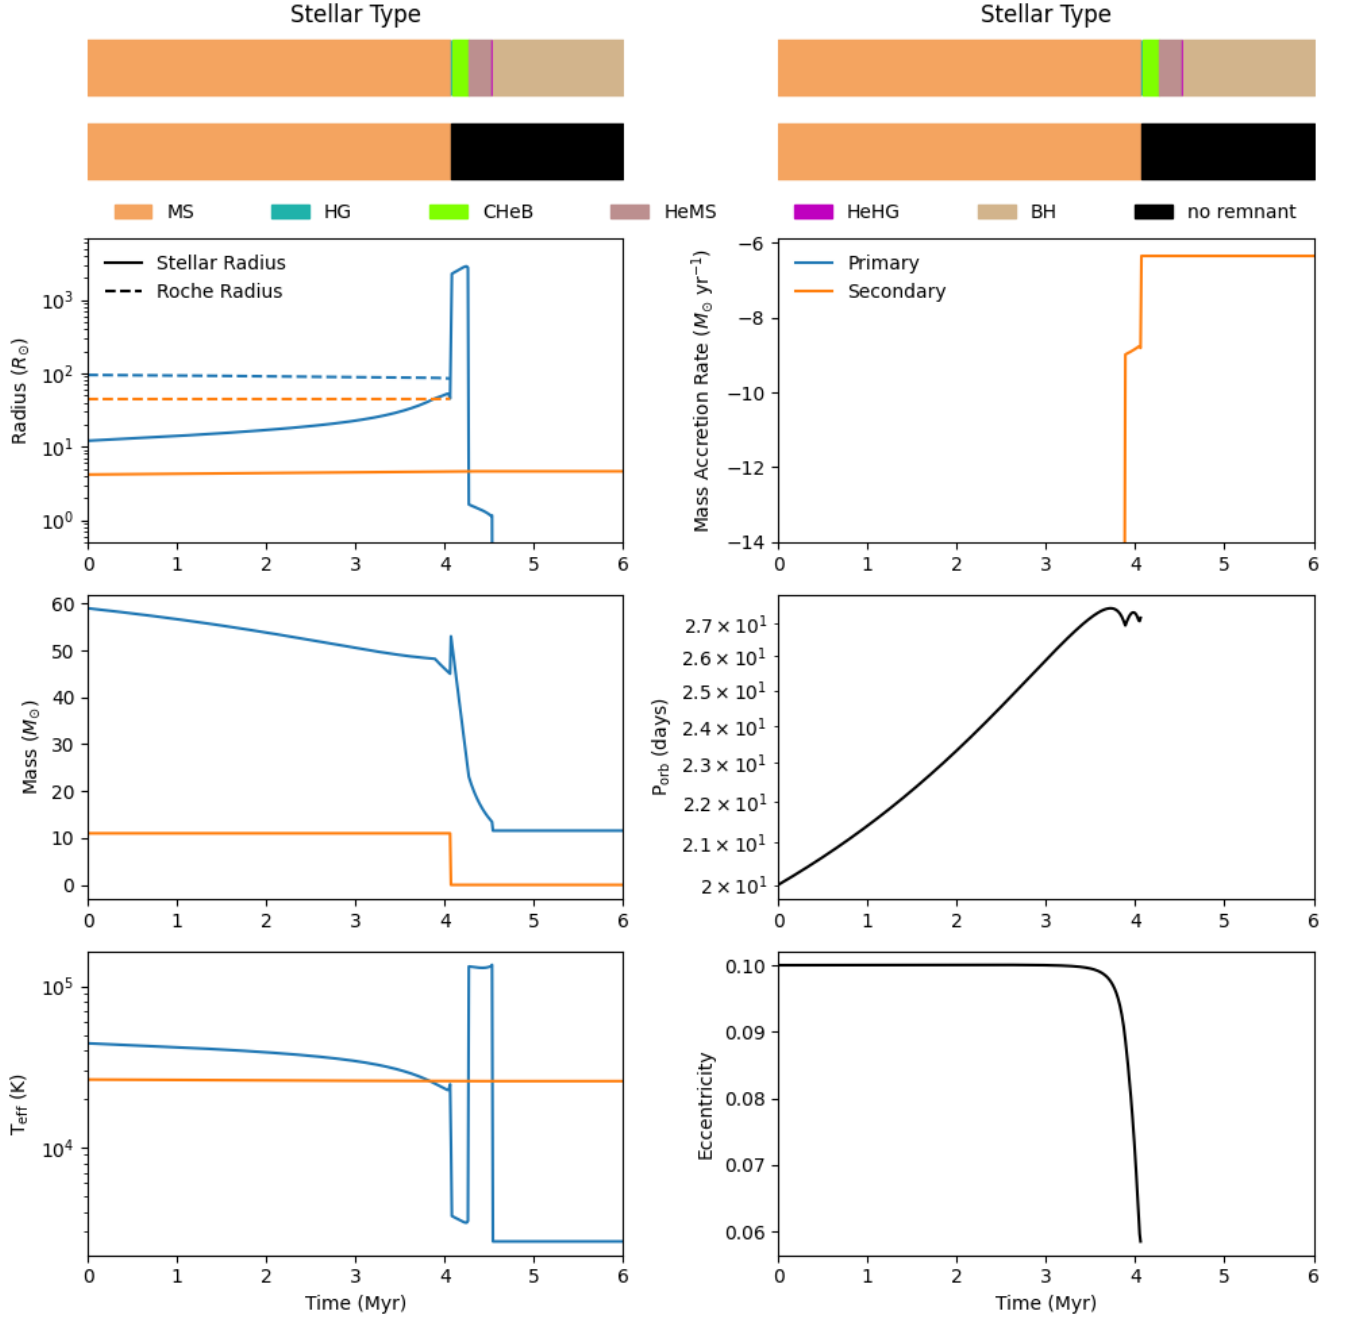 Stellar Type
Stellar Type
MS HG CHeB HeMS HeHG BH no remnant
Stellar Radius
Roche Radius
Radius (R⊙)
10³
10²
10¹
10⁰
0 1 2 3 4 5 6
Primary
Secondary
Mass Accretion Rate (M⊙ yr⁻¹)
−6
−8
−10
−12
−14
0 1 2 3 4 5 6
Mass (M⊙)
60
50
40
30
20
10
0
0 1 2 3 4 5 6
P_orb (days)
2.7 × 10¹
2.6 × 10¹
2.5 × 10¹
2.4 × 10¹
2.3 × 10¹
2.2 × 10¹
2.1 × 10¹
2 × 10¹
0 1 2 3 4 5 6
T_eff (K)
10⁵
10⁴
0 1 2 3 4 5 6
Time (Myr)
Eccentricity
0.10
0.09
0.08
0.07
0.06
0 1 2 3 4 5 6
Time (Myr)